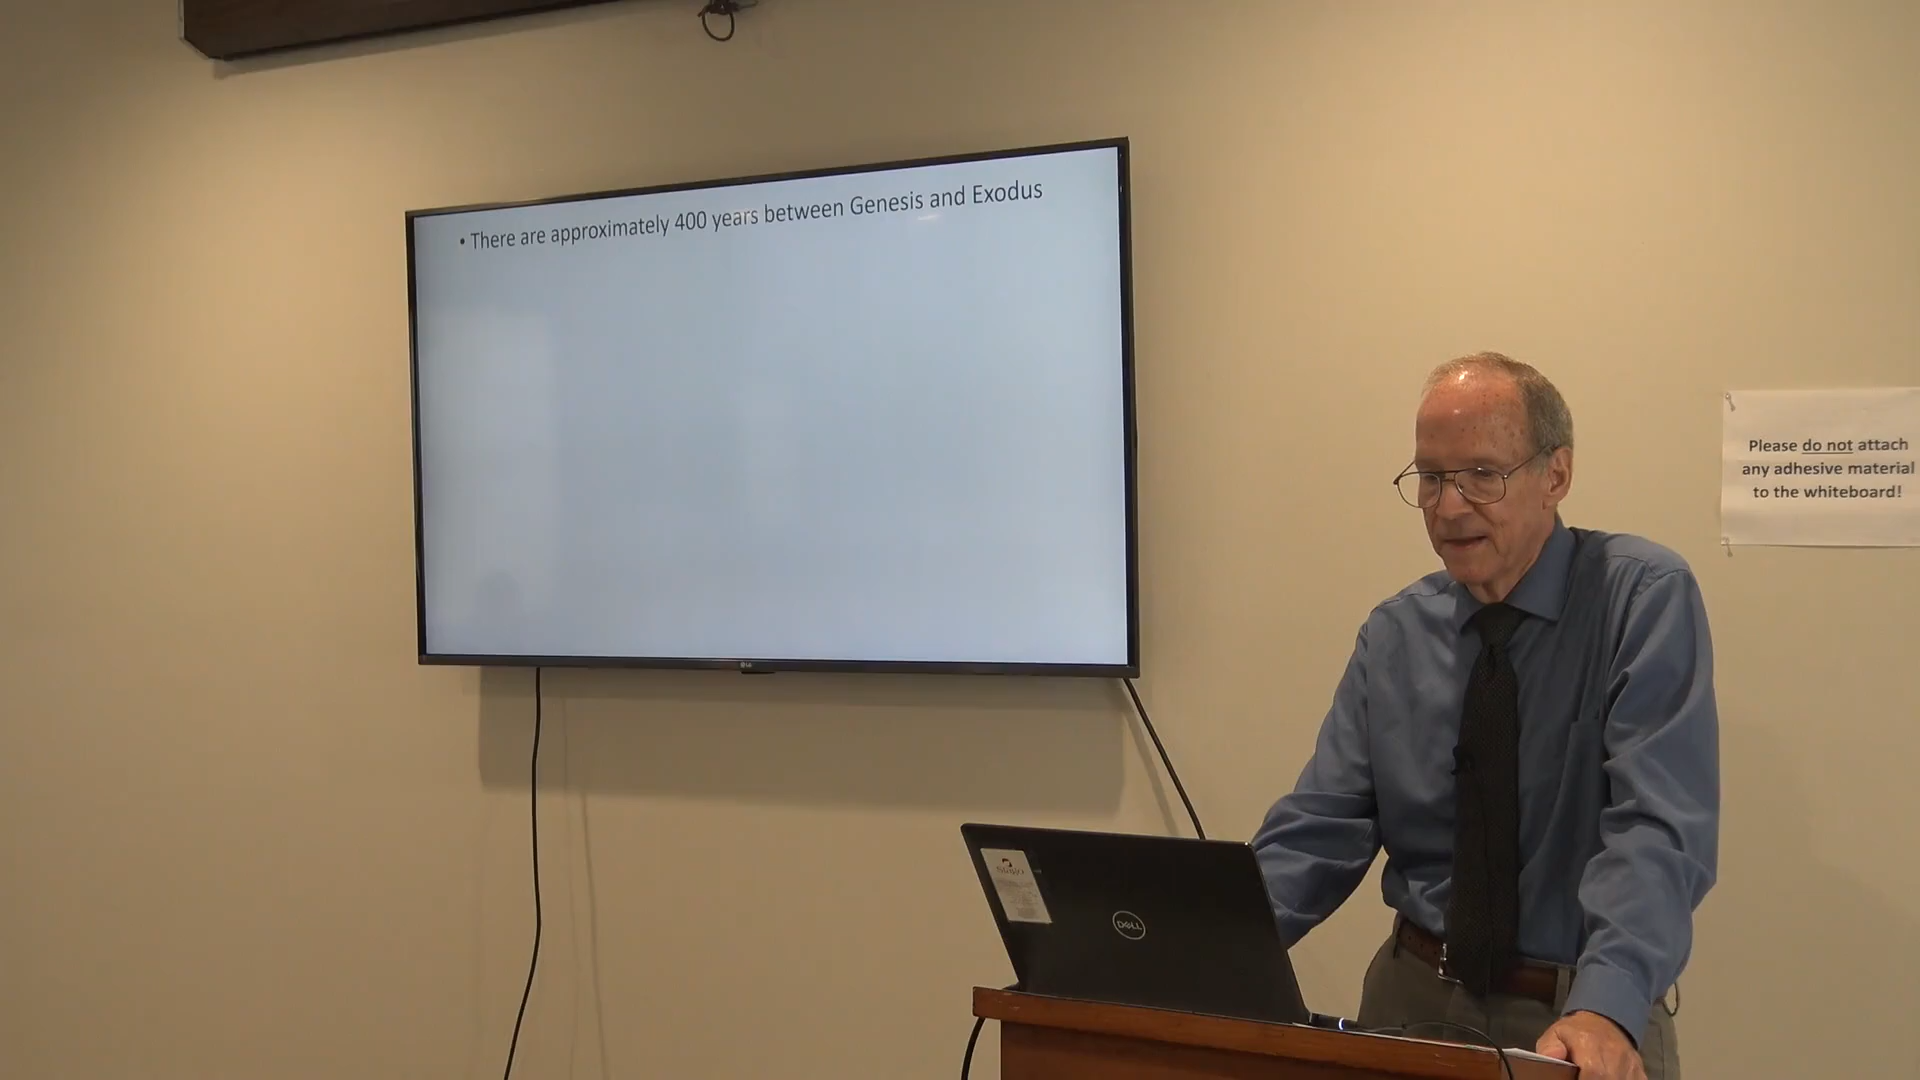 • There are approximately 400 years between Genesis and Exodus
Please do not attach
any adhesive material
to the whiteboard!
LG
DELL